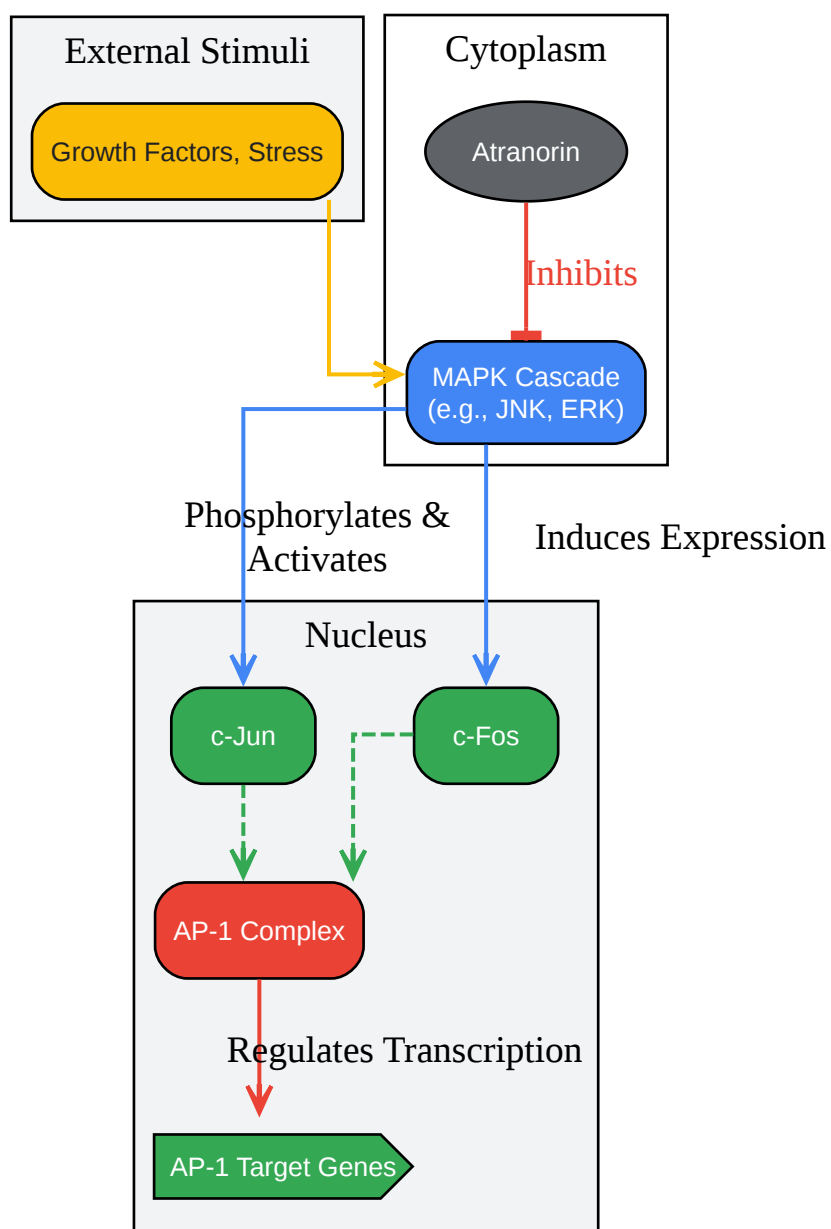 External Stimuli
Growth Factors, Stress
Cytoplasm
Atranorin
Inhibits
MAPK Cascade
(e.g., JNK, ERK)
Phosphorylates &
Activates
Induces Expression
Nucleus
c-Jun
c-Fos
AP-1 Complex
Regulates Transcription
AP-1 Target Genes